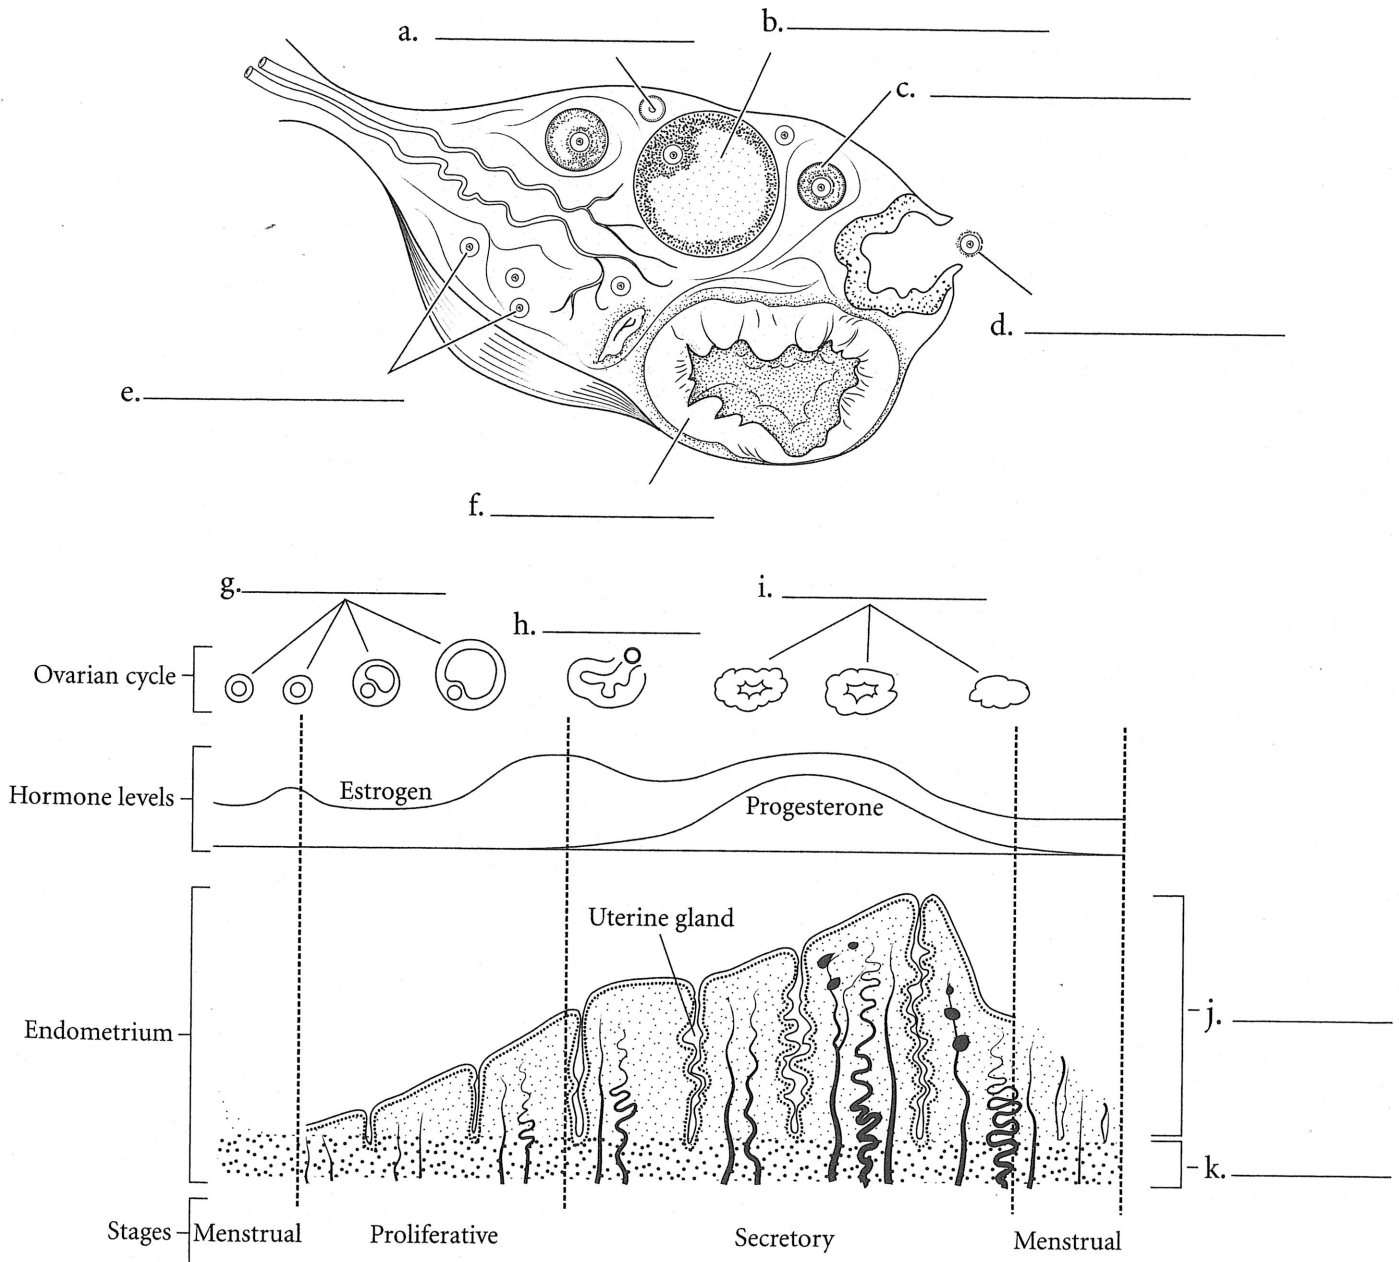 a.
b.
c.
d.
e.
f.
g.
h.
i.
Ovarian cycle
Hormone levels
Estrogen
Progesterone
Uterine gland
Endometrium
j.
k.
Stages
Menstrual
Proliferative
Secretory
Menstrual